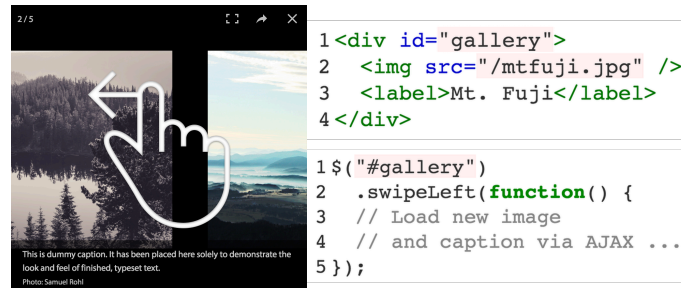 2/5
This is dummy caption. It has been placed here solely to demonstrate the
look and feel of finished, typeset text.
Photo: Samuel Rohl
1 <div id="gallery">
2   <img src="/mtfuji.jpg" />
3   <label>Mt. Fuji</label>
4 </div>
1 $("#gallery")
2   .swipeLeft(function() {
3   // Load new image
4   // and caption via AJAX ...
5 });